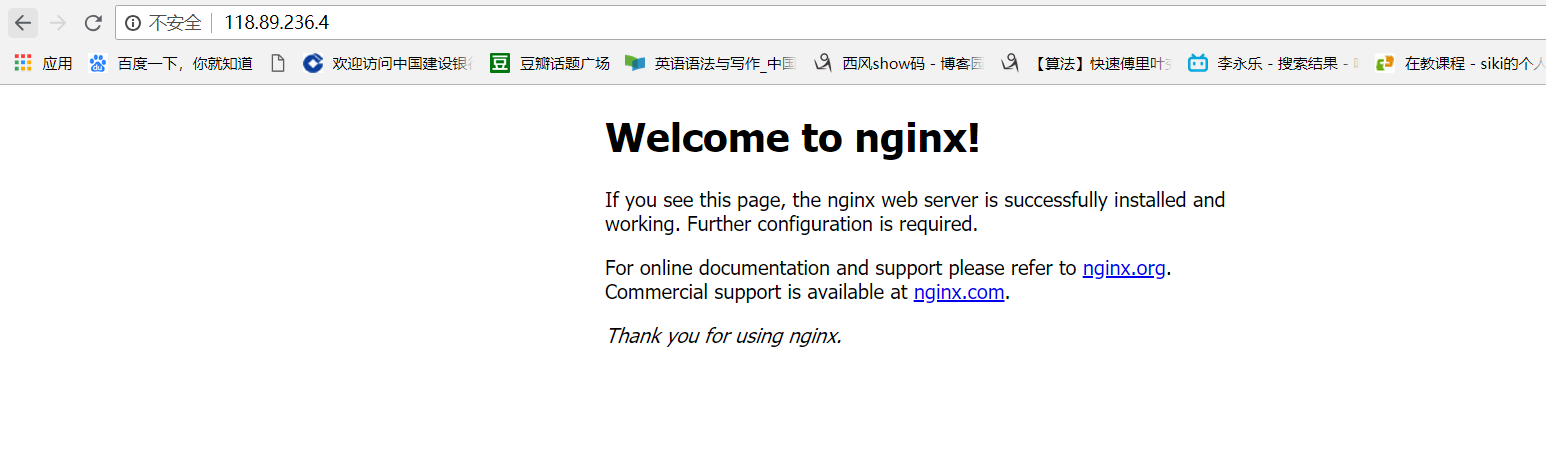 不安全 118.89.236.4
应用 百度一下，你就知道 欢迎访问中国建设银 豆瓣话题广场 英语语法与写作_中国 西风show码 - 博客园 【算法】快速傅里叶 李永乐 - 搜索结果 - 在教课程 - siki的个人
Welcome to nginx!
If you see this page, the nginx web server is successfully installed and
working. Further configuration is required.
For online documentation and support please refer to nginx.org.
Commercial support is available at nginx.com.
Thank you for using nginx.